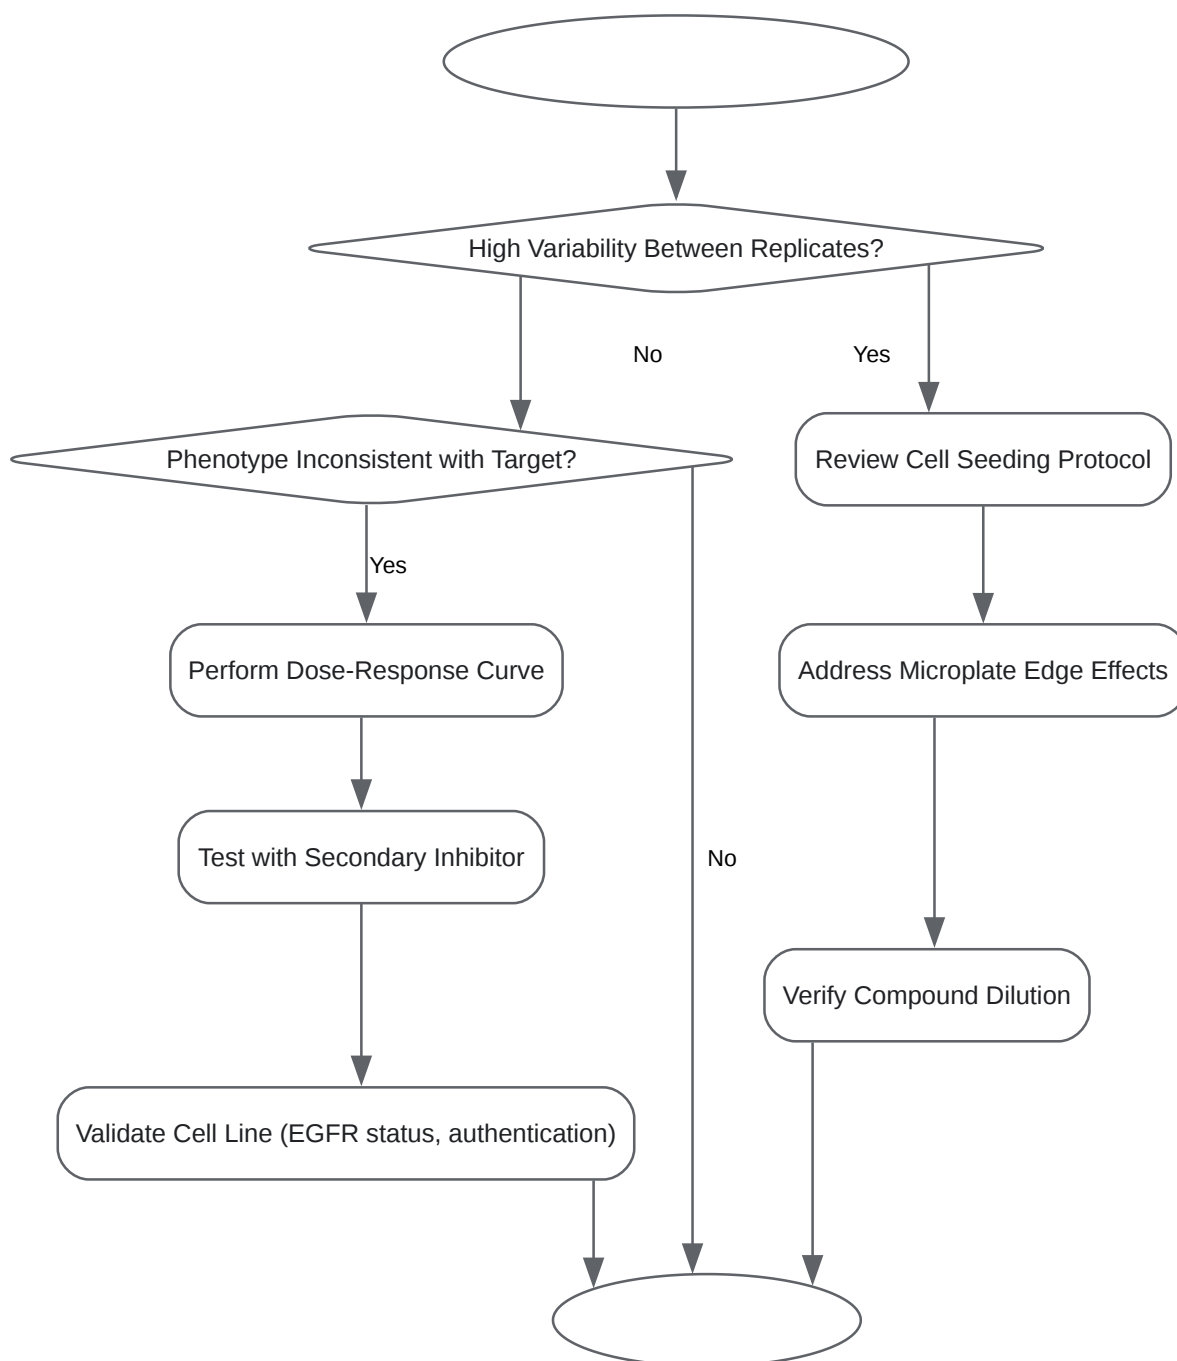 High Variability Between Replicates?
No
Yes
Phenotype Inconsistent with Target?
Review Cell Seeding Protocol
Yes
Perform Dose-Response Curve
Address Microplate Edge Effects
Test with Secondary Inhibitor
No
Verify Compound Dilution
Validate Cell Line (EGFR status, authentication)